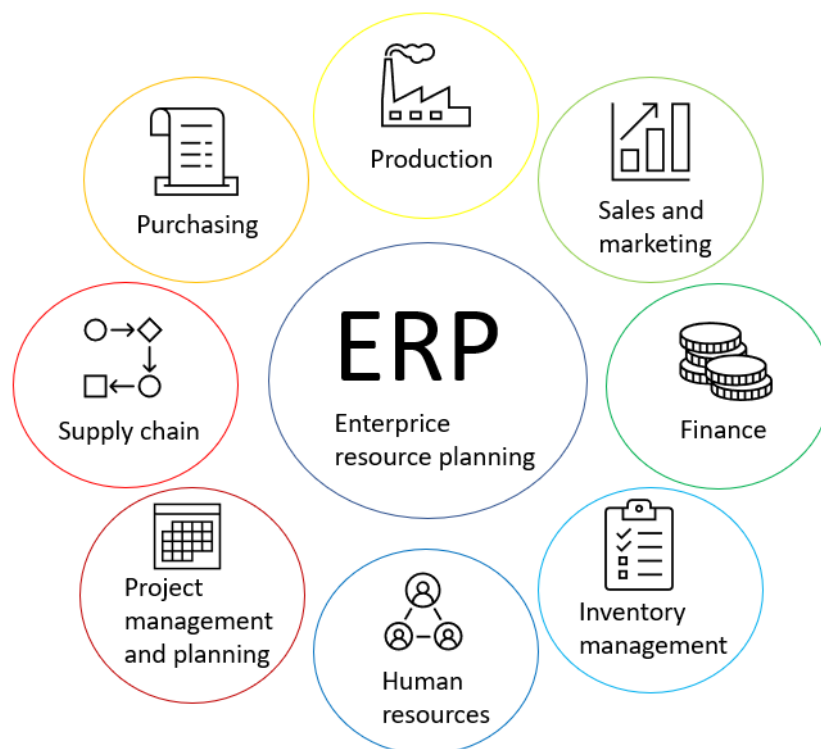 Production
Purchasing
Sales and
marketing
ERP
Enterprice
resource planning
Supply chain
Finance
Project
management
and planning
Inventory
management
Human
resources